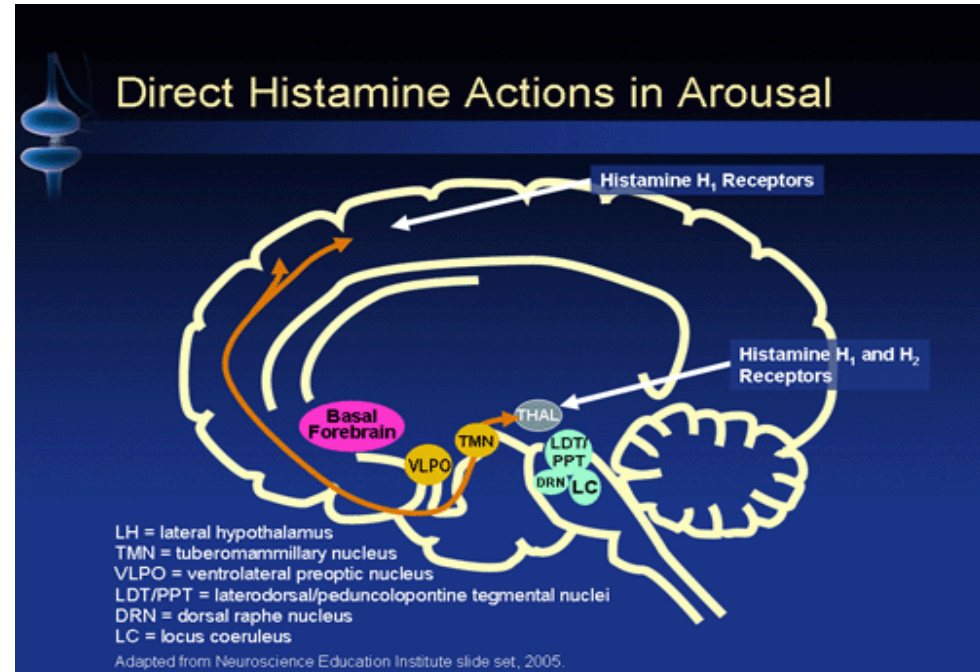 Direct Histamine Actions in Arousal
Histamine H₁ Receptors
Histamine H₁ and H₂
Receptors
THAL
Basal
Forebrain
TMN
VLPO
LDT/
PPT
DRN
LC
LH = lateral hypothalamus
TMN = tuberomammillary nucleus
VLPO = ventrolateral preoptic nucleus
LDT/PPT = laterodorsal/pedunculopontine tegmental nuclei
DRN = dorsal raphe nucleus
LC = locus coeruleus
Adapted from Neuroscience Education Institute slide set, 2005.